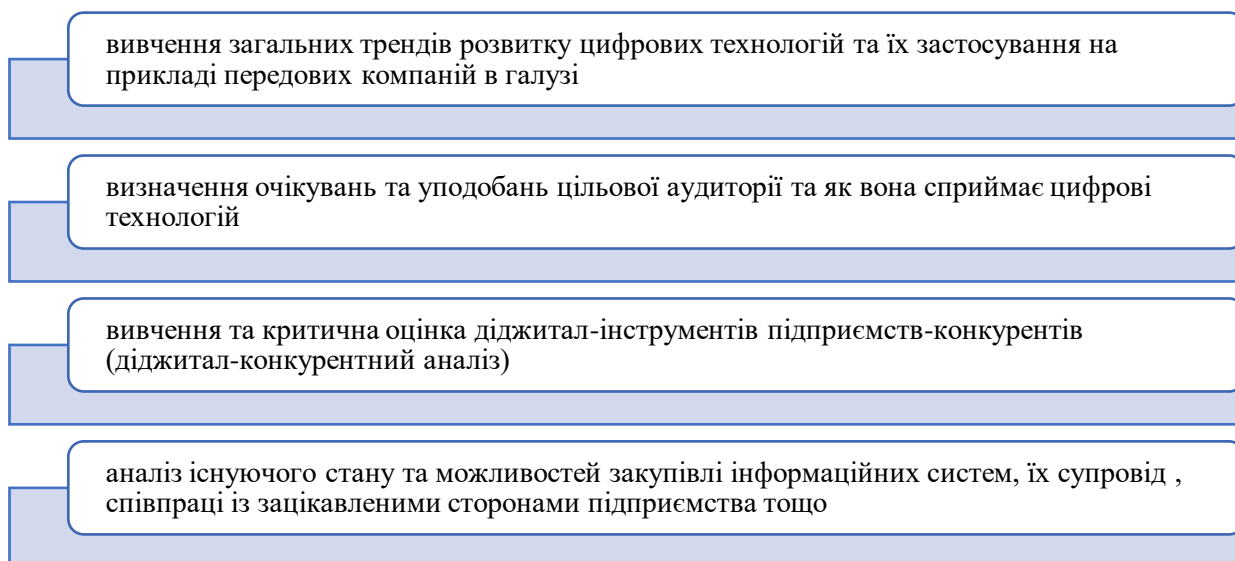 вивчення загальних трендів розвитку цифрових технологій та їх застосування на
прикладі передових компаній в галузі
визначення очікувань та уподобань цільової аудиторії та як вона сприймає цифрові
технологій
вивчення та критична оцінка діджитал-інструментів підприємств-конкурентів
(діджитал-конкурентний аналіз)
аналіз існуючого стану та можливостей закупівлі інформаційних систем, їх супровід ,
співпраці із зацікавленими сторонами підприємства тощо